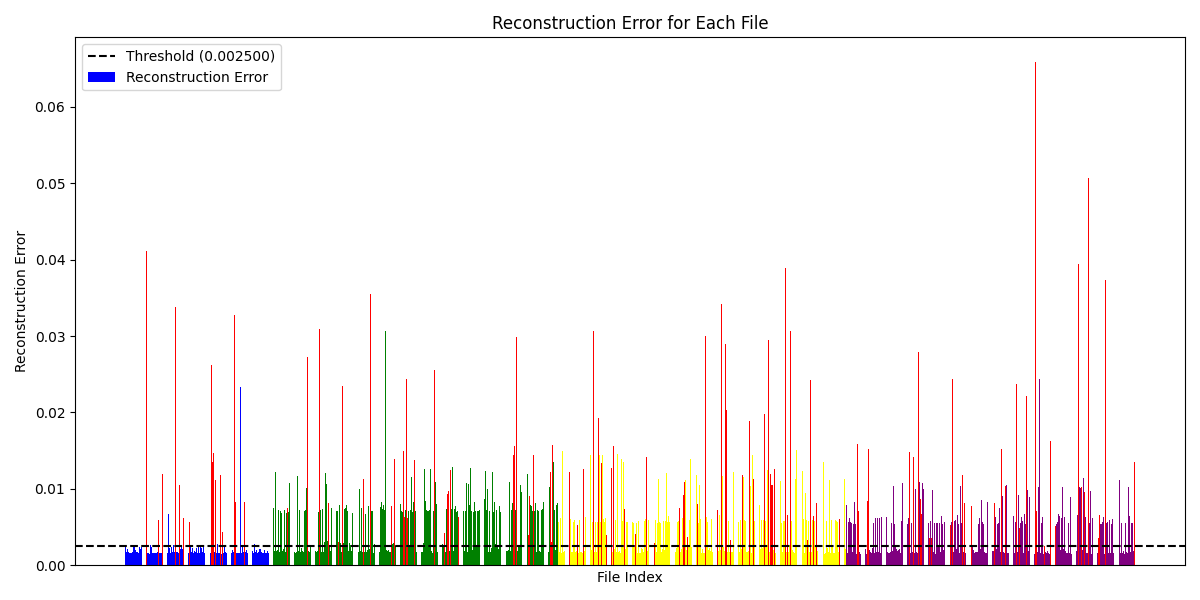 Reconstruction Error for Each File
Threshold (0.002500)
Reconstruction Error
0.06
0.05
0.04
0.03
0.02
0.01
0.00
Reconstruction Error
File Index